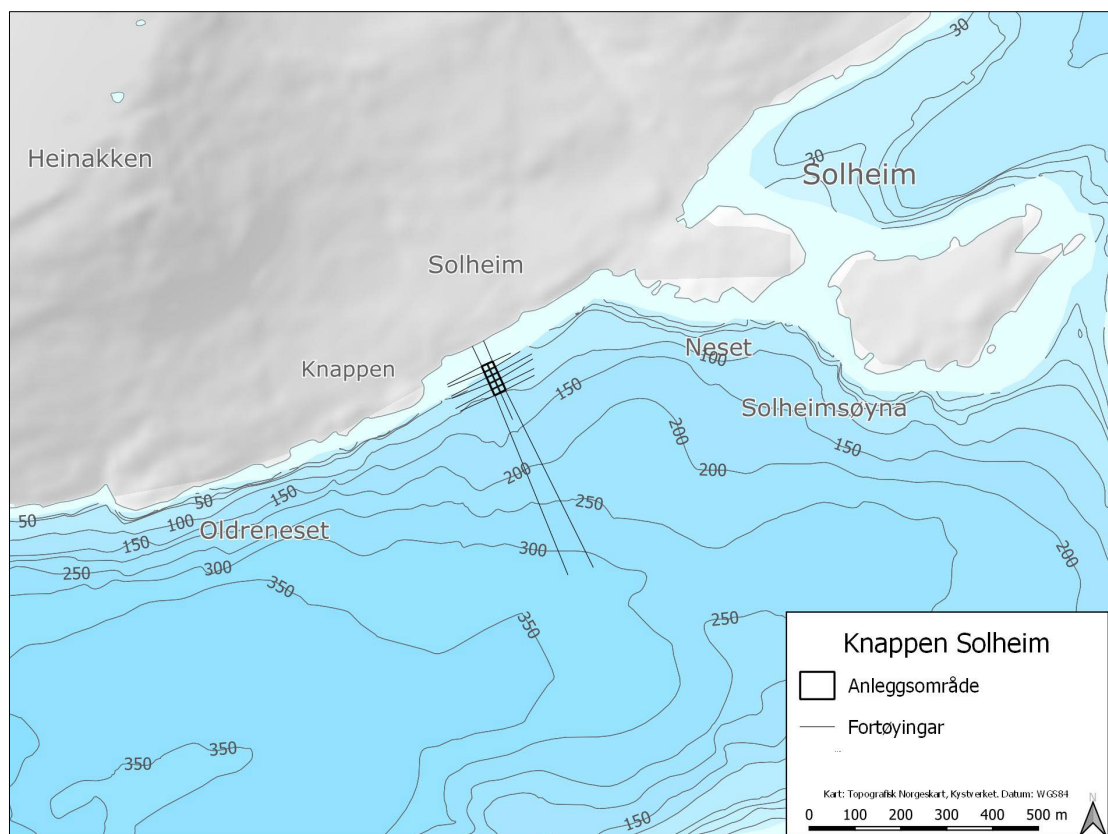 30
Heinakken
30
Solheim
Solheim
Neset
100
Knappen
150
Solheimsøyna
200
150
200
200
50
150
250
50
100
Oldreneset
150
300
200
250
300
350
350
250
350
350
150
Knappen Solheim
Anleggsområde
Fortøyingar
...
Kart: Topografisk Norgeskart, Kystverket. Datum: WGS84
0 100 200 300 400 500 m
N